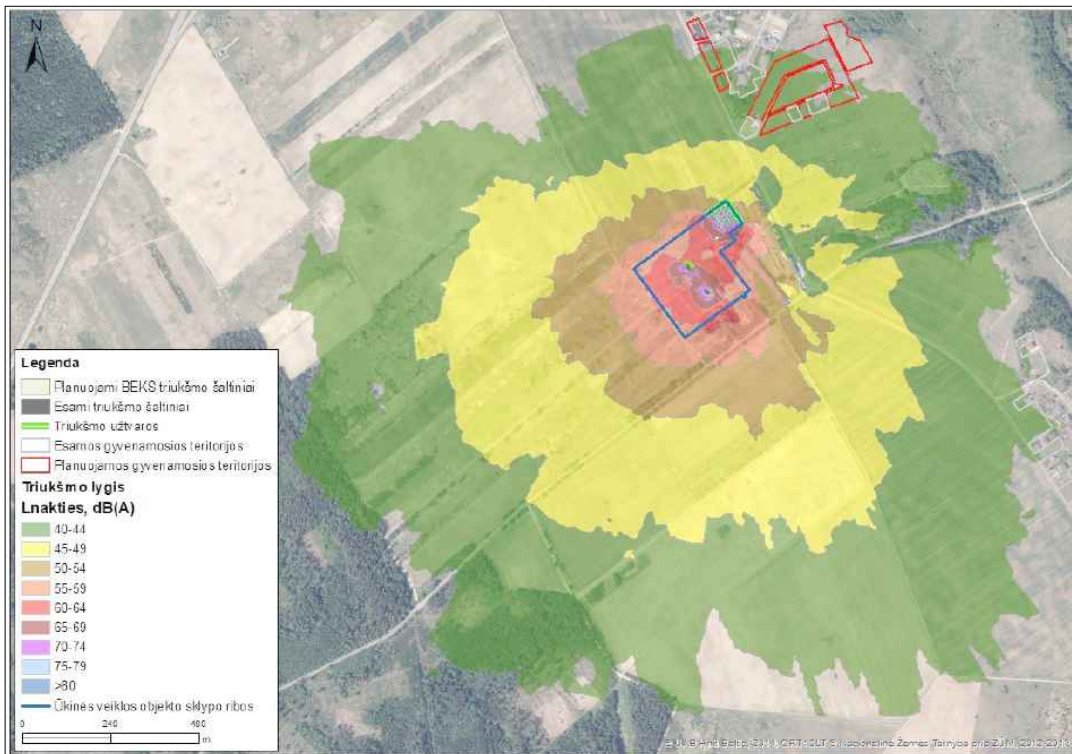 N
Legenda
Planuojami BEKS triukšmo šaltiniai
Esami triukšmo šaltiniai
Triukšmo užtvaros
Esamos gyvenamosios teritorijos
Planuojamos gyvenamosios teritorijos
Triukšmo lygis
Lnakties, dB(A)
40-44
45-49
50-54
55-59
60-64
65-69
70-74
75-79
>80
Ūkinės veiklos objekto sklypo ribos
0 240 480
m